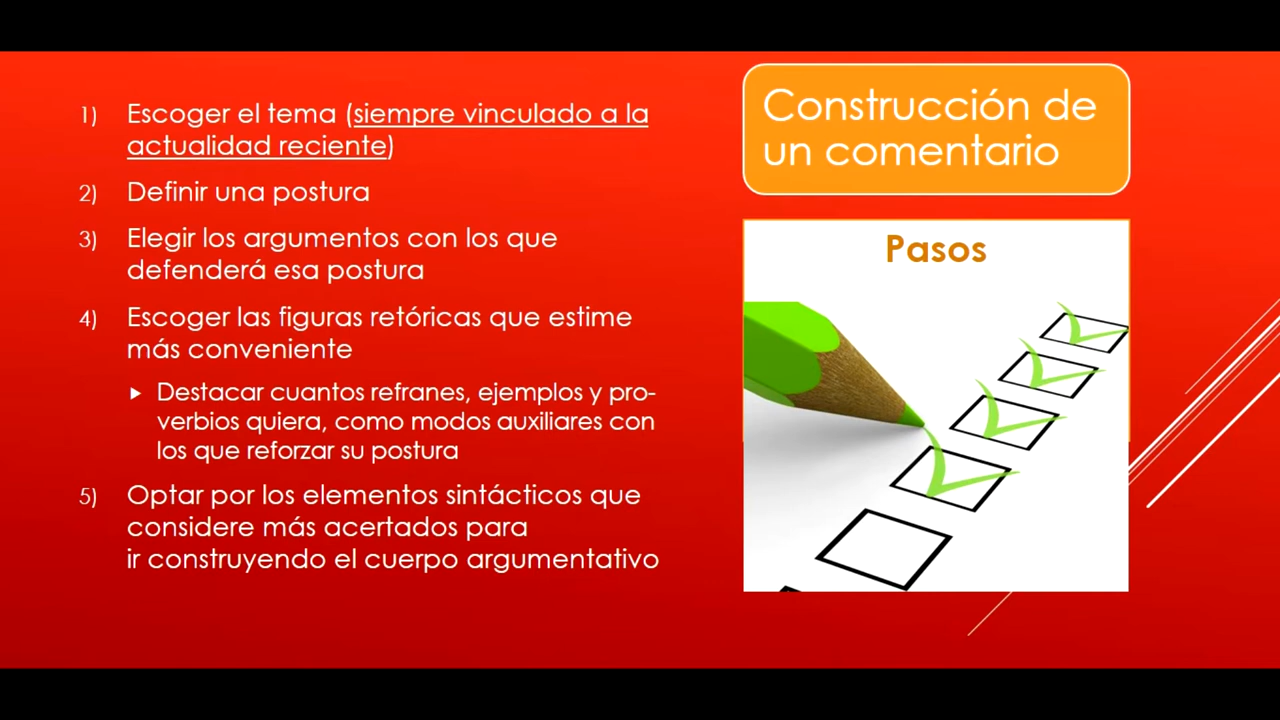 1) Escoger el tema (siempre vinculado a la
actualidad reciente)
2) Definir una postura
3) Elegir los argumentos con los que
defenderá esa postura
4) Escoger las figuras retóricas que estime
más conveniente
Destacar cuantos refranes, ejemplos y pro-
verbios quiera, como modos auxiliares con
los que reforzar su postura
5) Optar por los elementos sintácticos que
considere más acertados para
ir construyendo el cuerpo argumentativo
Construcción de
un comentario
Pasos